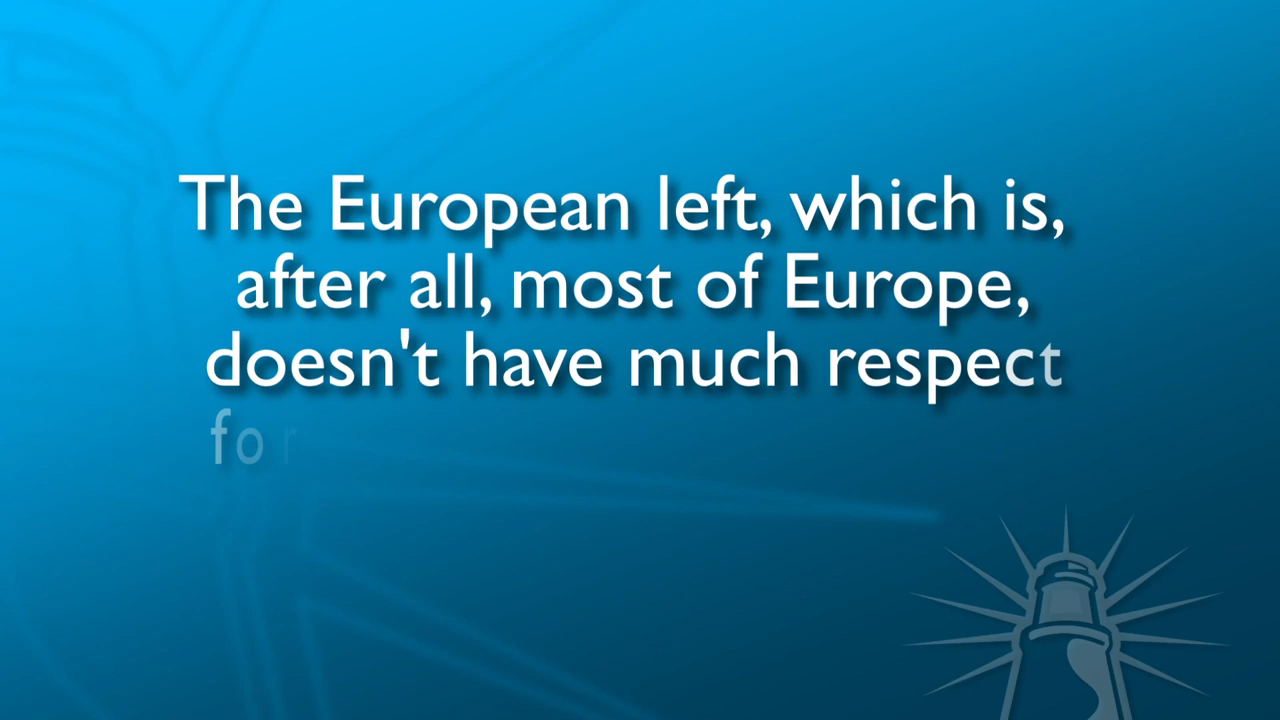 The European left, which is,
after all, most of Europe,
doesn't have much respect
for